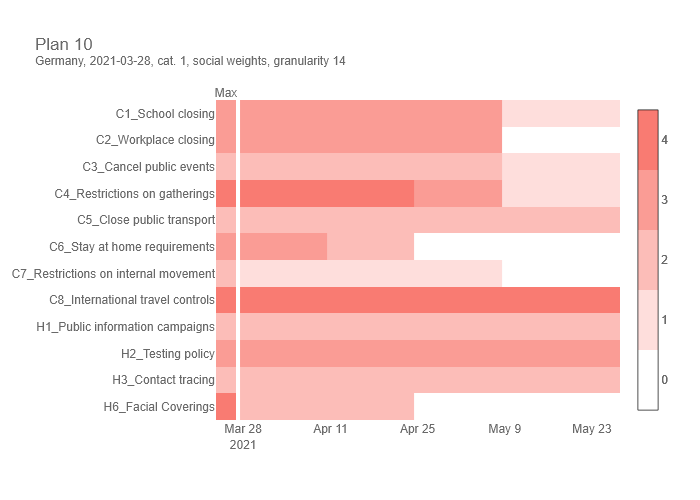 Plan 10
Germany, 2021-03-28, cat. 1, social weights, granularity 14
Max
C1_School closing
C2_Workplace closing
C3_Cancel public events
C4_Restrictions on gatherings
C5_Close public transport
C6_Stay at home requirements
C7_Restrictions on internal movement
C8_International travel controls
H1_Public information campaigns
H2_Testing policy
H3_Contact tracing
H6_Facial Coverings
Mar 28
2021
Apr 11
Apr 25
May 9
May 23
4
3
2
1
0